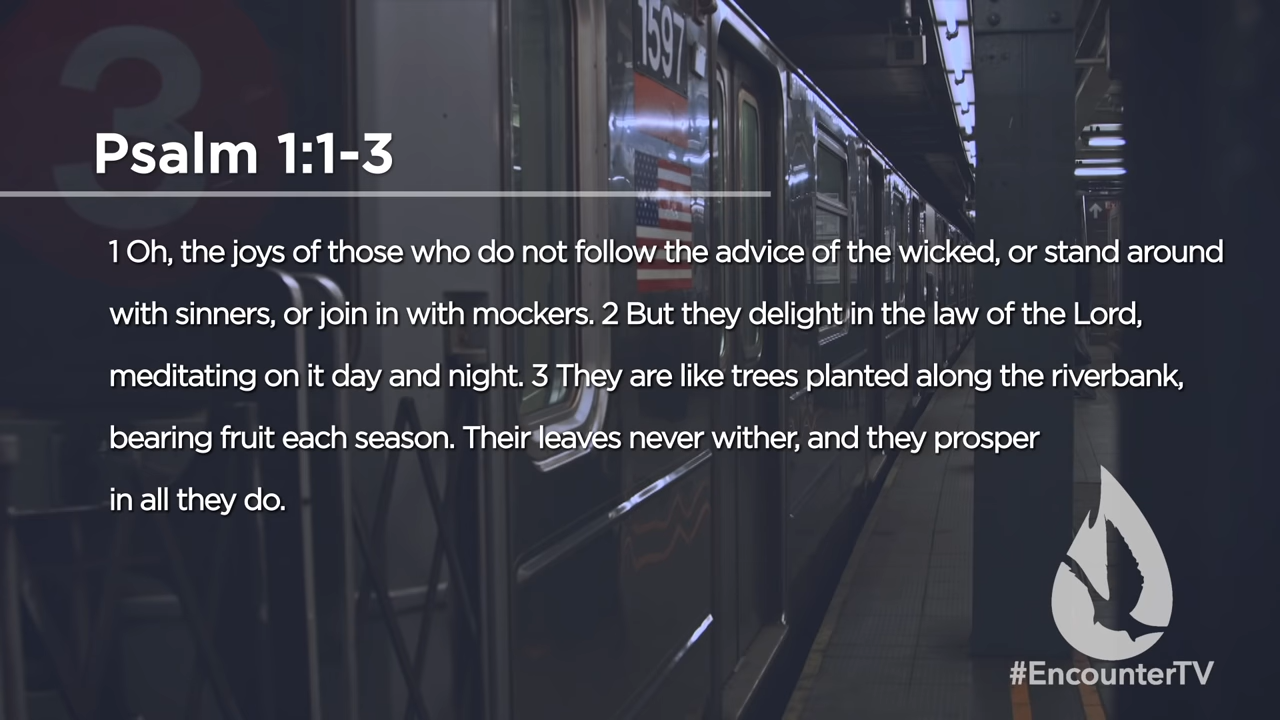 3
1597
Psalm 1:1-3
1 Oh, the joys of those who do not follow the advice of the wicked, or stand around
with sinners, or join in with mockers. 2 But they delight in the law of the Lord,
meditating on it day and night. 3 They are like trees planted along the riverbank,
bearing fruit each season. Their leaves never wither, and they prosper
in all they do.
#EncounterTV